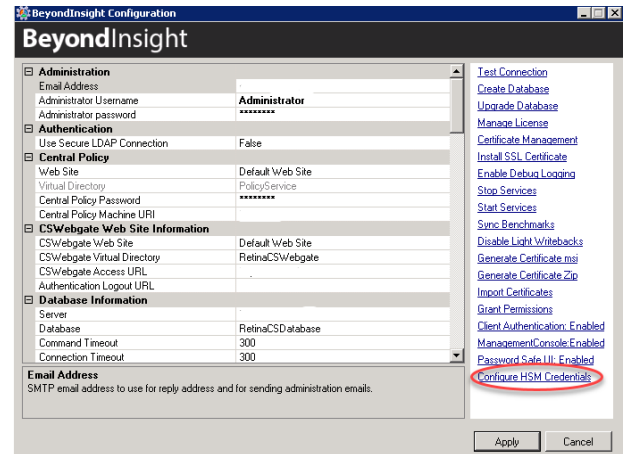 BeyondInsight Configuration
BeyondInsight
Administration
Email Address
Administrator Username Administrator
Administrator password ********
Authentication
Use Secure LDAP Connection False
Central Policy
Web Site Default Web Site
Virtual Directory PolicyService
Central Policy Password ********
Central Policy Machine URI
CSWebgate Web Site Information
CSWebgate Web Site Default Web Site
CSWebgate Virtual Directory RetinaCSWebgate
CSWebgate Access URL
Authentication Logout URL
Database Information
Server
Database RetinaCSDatabase
Command Timeout 300
Connection Timeout 300
Email Address
SMTP email address to use for reply address and for sending administration emails.
Test Connection
Create Database
Upgrade Database
Manage License
Certificate Management
Install SSL Certificate
Enable Debug Logging
Stop Services
Start Services
Sync Benchmarks
Disable Light Writebacks
Generate Certificate msi
Generate Certificate Zip
Import Certificates
Grant Permissions
Client Authentication: Enabled
ManagementConsole:Enabled
Password Safe UI: Enabled
Configure HSM Credentials
Apply Cancel